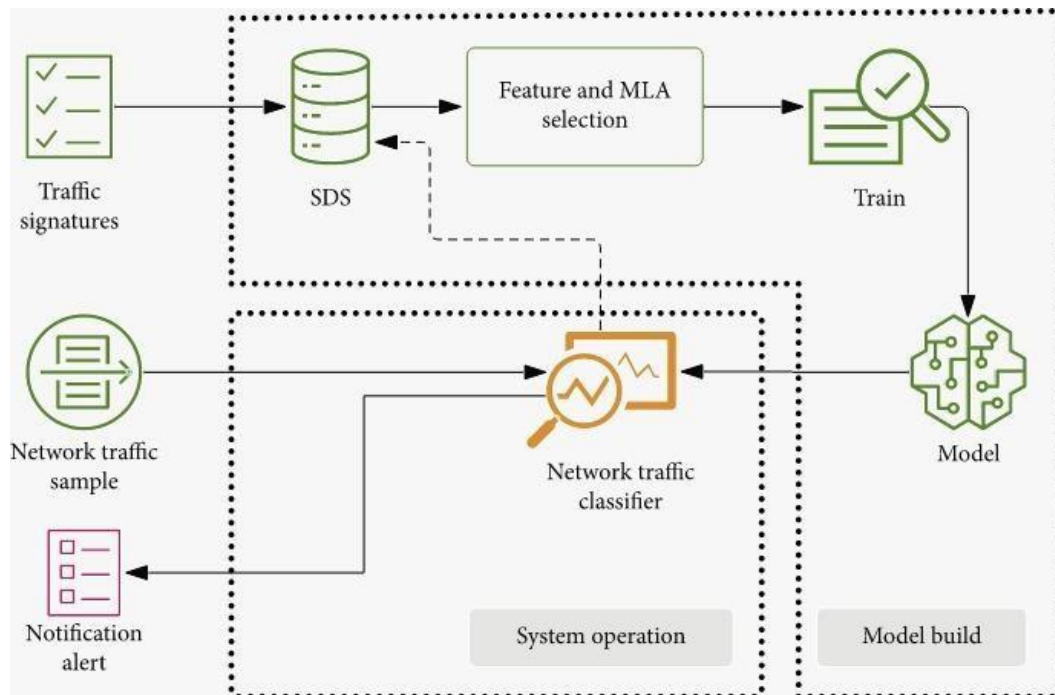 Feature and MLA
selection
Traffic
signatures
SDS
Train
Network traffic
sample
Network traffic
classifier
Model
Notification
alert
System operation
Model build